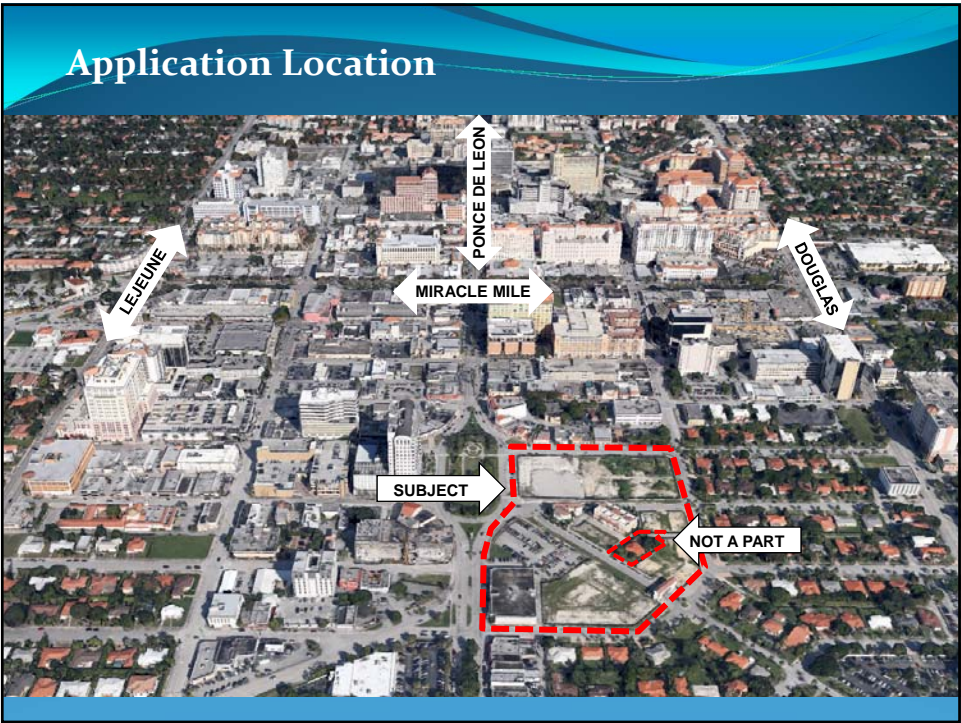 Application Location
PONCE DE LEON
LEJEUNE
DOUGLAS
MIRACLE MILE
SUBJECT
NOT A PART